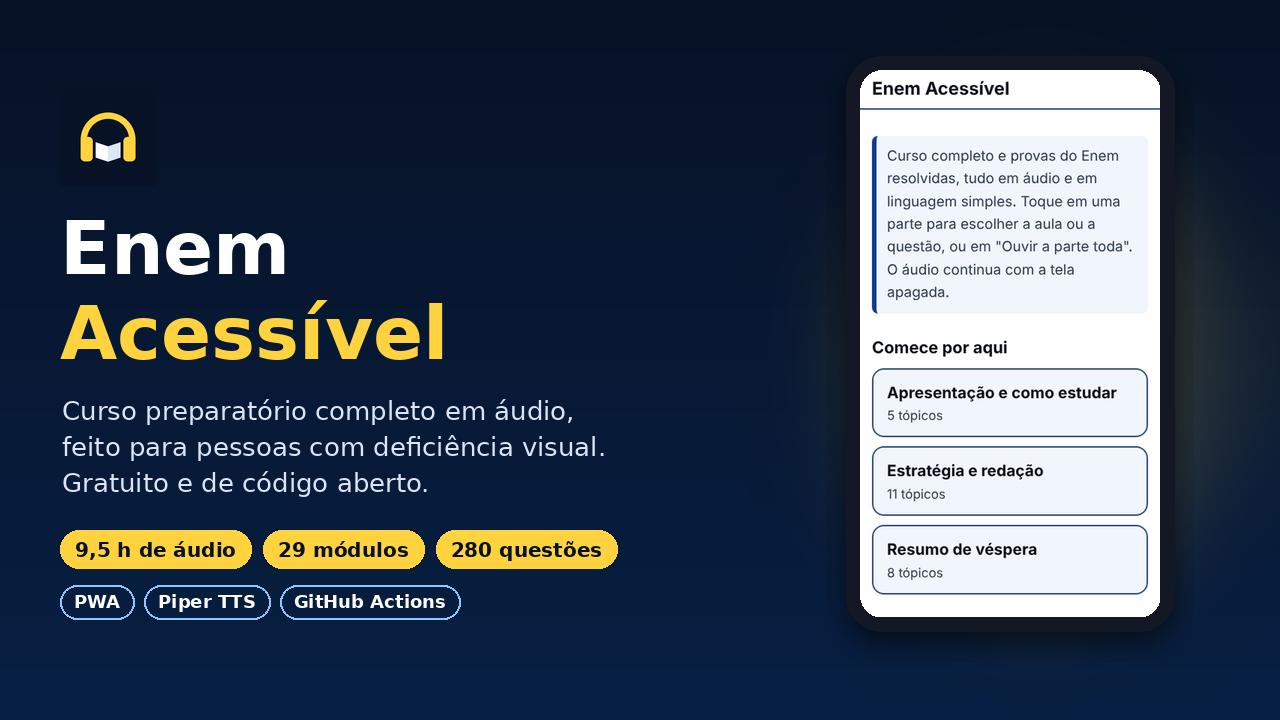 Enem
Acessível
Curso preparatório completo em áudio,
feito para pessoas com deficiência visual.
Gratuito e de código aberto.
9,5 h de áudio
29 módulos
280 questões
PWA
Piper TTS
GitHub Actions
Enem Acessível
Curso completo e provas do Enem
resolvidas, tudo em áudio e em
linguagem simples. Toque em uma
parte para escolher a aula ou a
questão, ou em "Ouvir a parte toda".
O áudio continua com a tela
apagada.
Comece por aqui
Apresentação e como estudar
5 tópicos
Estratégia e redação
11 tópicos
Resumo de véspera
8 tópicos